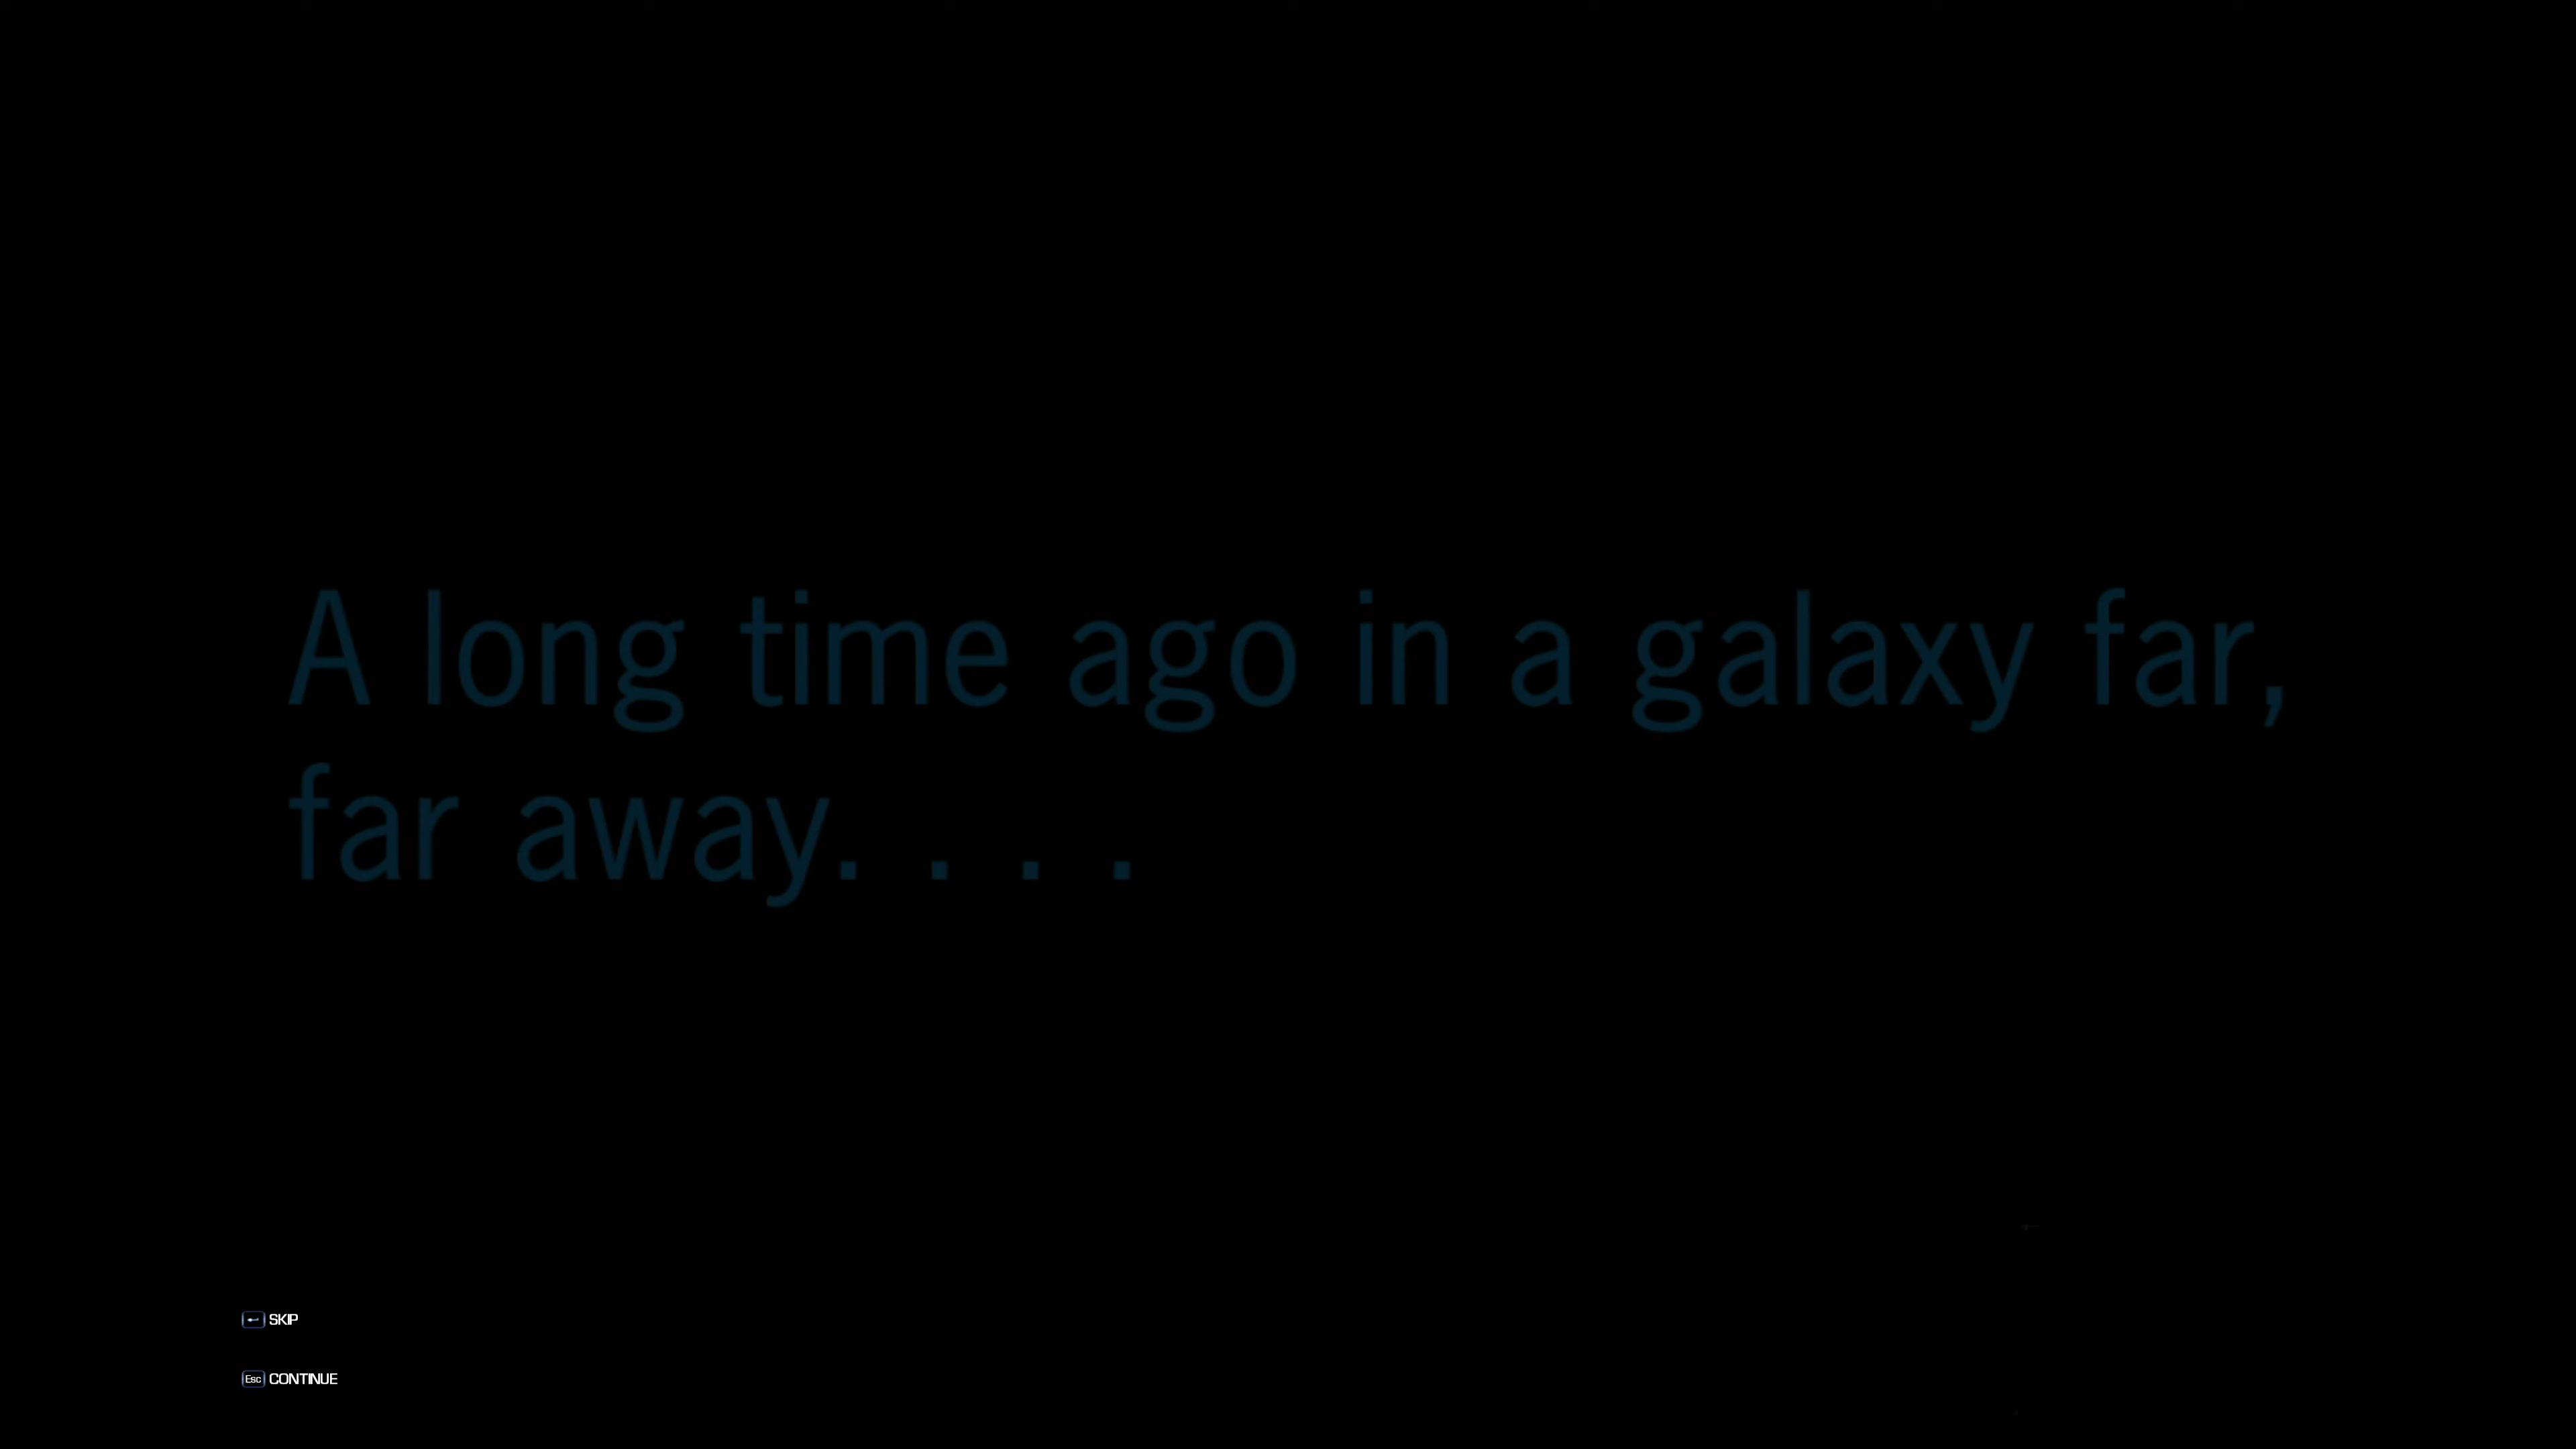 A long time ago in a galaxy far,
far away. . . .
SKIP
Esc CONTINUE